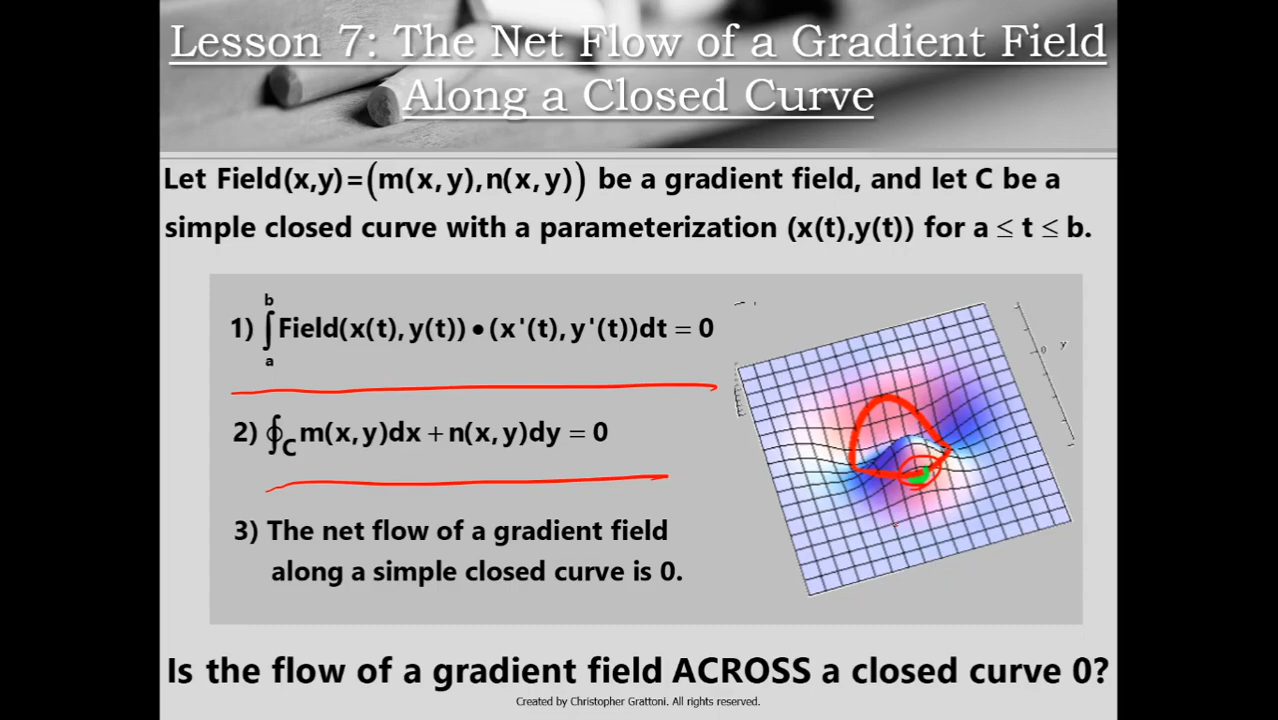 Lesson 7: The Net Flow of a Gradient Field
Along a Closed Curve
Let Field(x,y)=(m(x,y),n(x,y)) be a gradient field, and let C be a
simple closed curve with a parameterization (x(t),y(t)) for a ≤ t ≤ b.
1) ∫_a^b Field(x(t),y(t))•(x'(t),y'(t))dt = 0
2) ∮_C m(x,y)dx + n(x,y)dy = 0
3) The net flow of a gradient field
along a simple closed curve is 0.
0 y
Is the flow of a gradient field ACROSS a closed curve 0?
Created by Christopher Grattoni. All rights reserved.